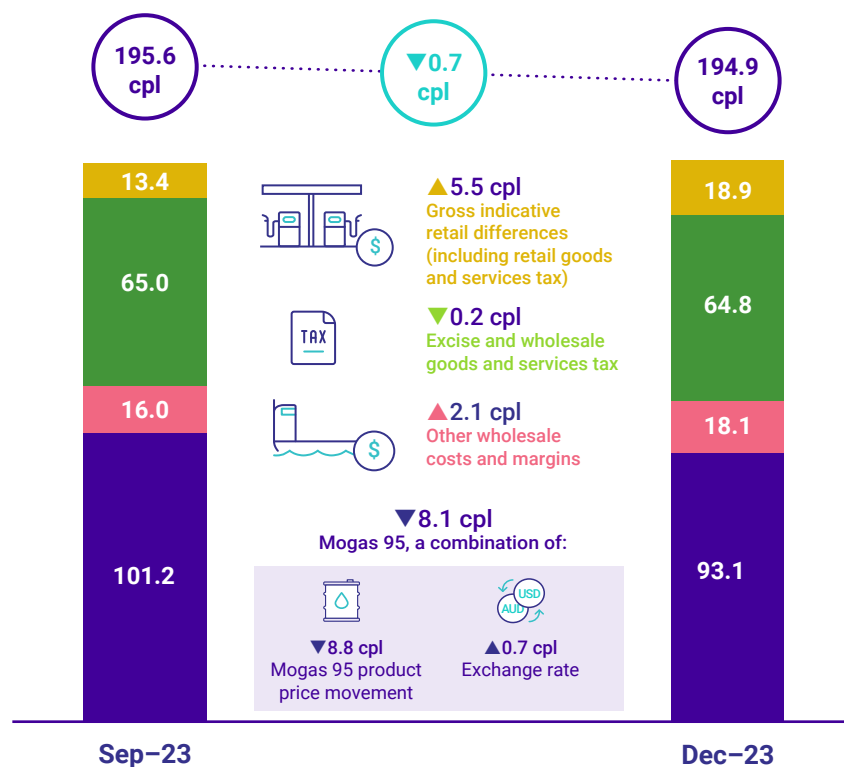 195.6
cpl
▼0.7
cpl
194.9
cpl
13.4
65.0
16.0
101.2
$
▲5.5 cpl
Gross indicative
retail differences
(including retail goods
and services tax)
TAX
▼0.2 cpl
Excise and wholesale
goods and services tax
$
▲2.1 cpl
Other wholesale
costs and margins
▼8.1 cpl
Mogas 95, a combination of:
▼8.8 cpl
Mogas 95 product
price movement
USD
AUD
▲0.7 cpl
Exchange rate
18.9
64.8
18.1
93.1
Sep–23
Dec–23